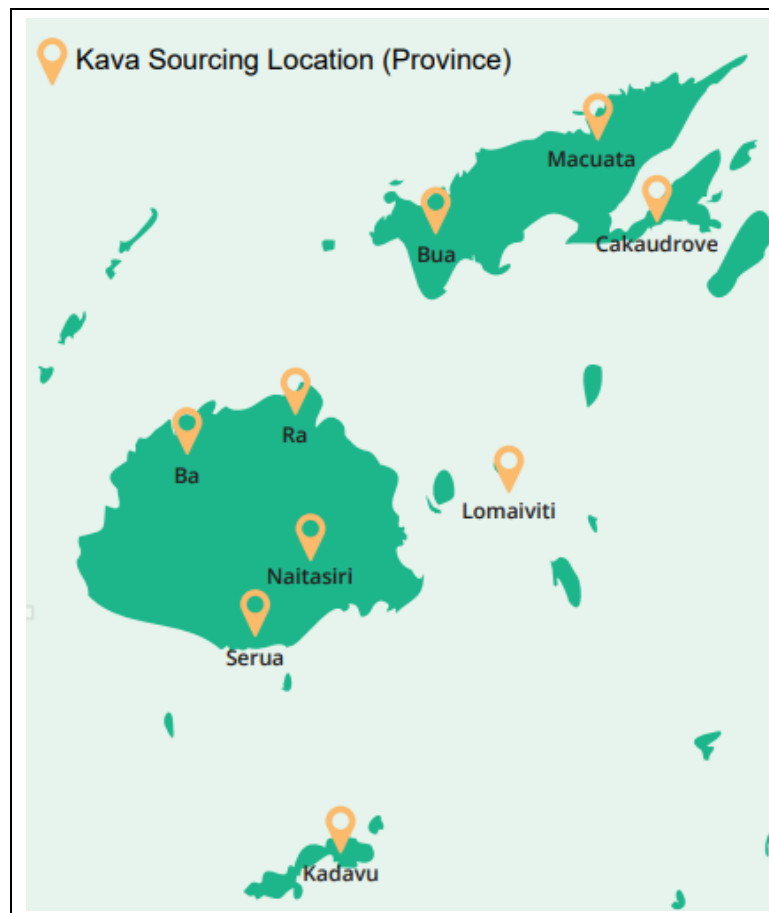 Kava Sourcing Location (Province)
Macuata
Cakaudrove
Bua
Ra
Ba
Lomaiviti
Naitasiri
Serua
Kadavu